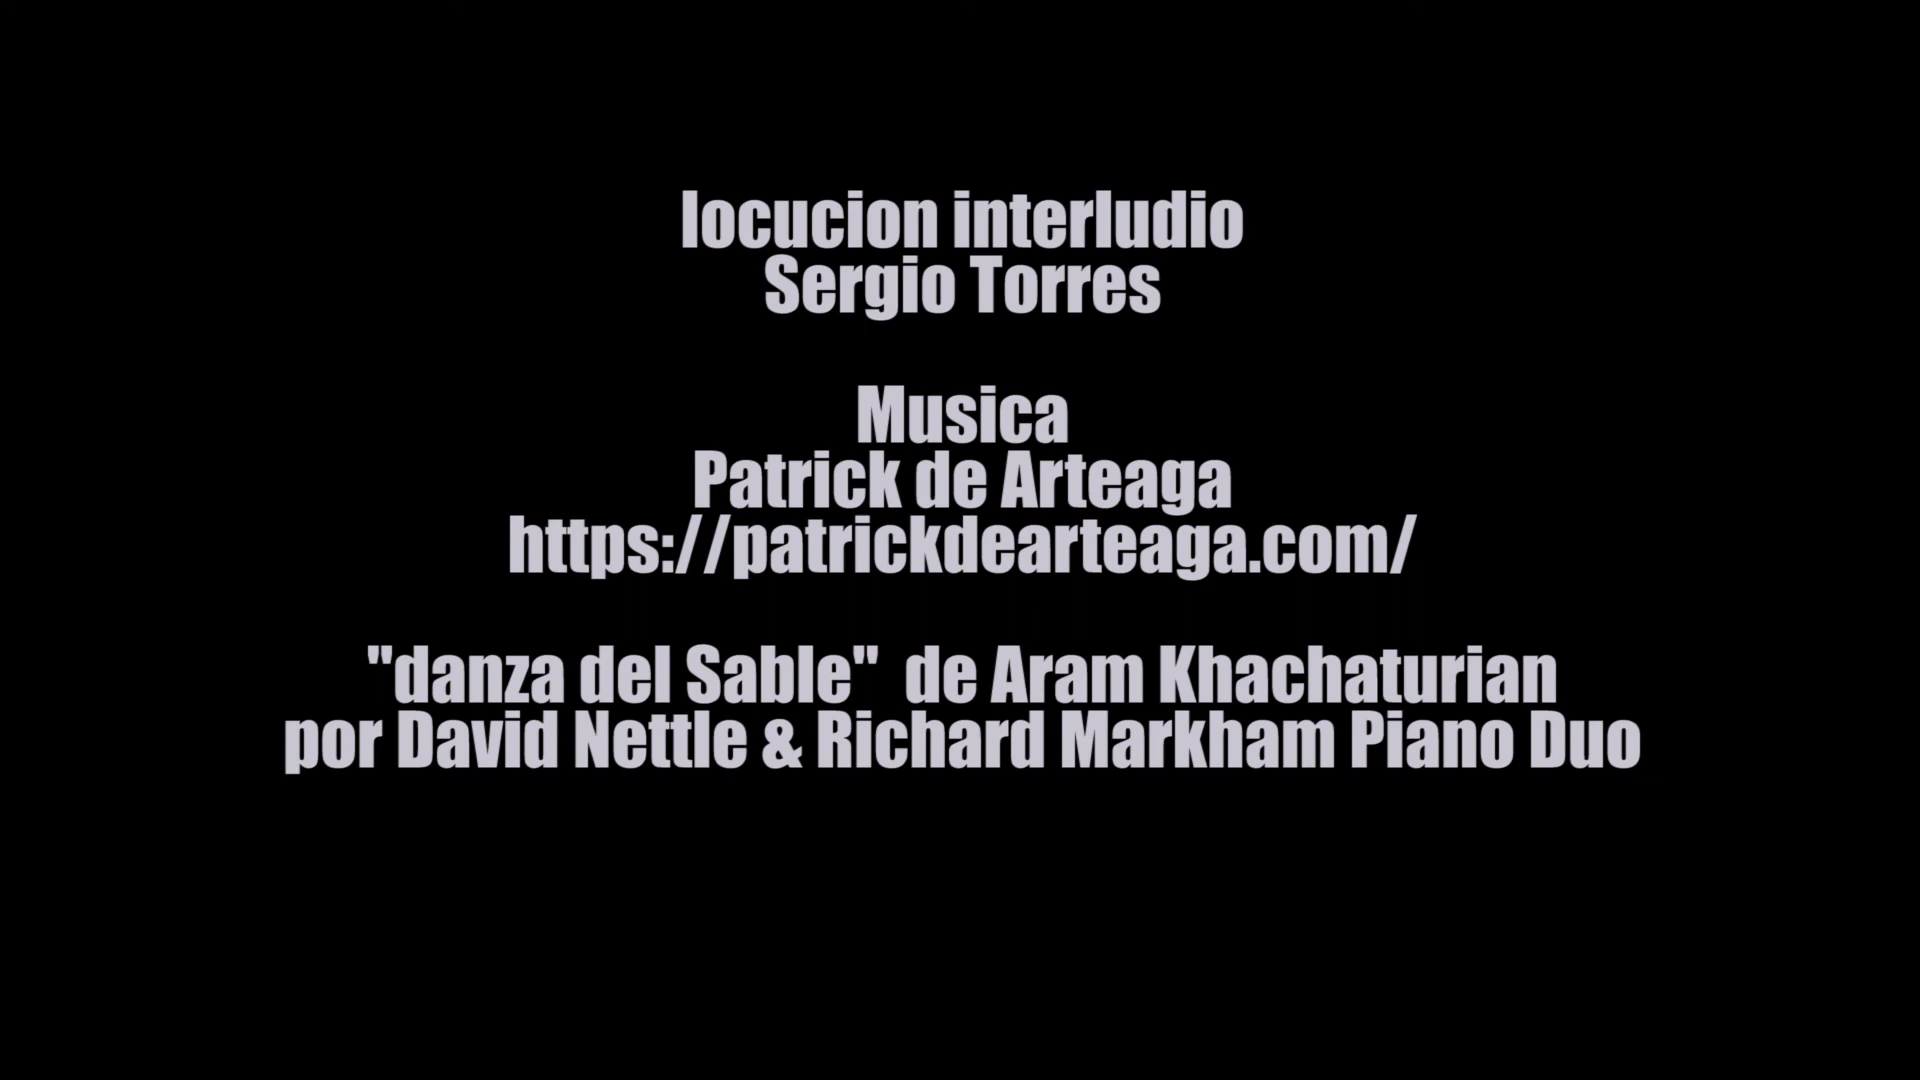 locucion interludio
Sergio Torres
Musica
Patrick de Arteaga
https://patrickdearteaga.com/
"danza del Sable"  de Aram Khachaturian
por David Nettle & Richard Markham Piano Duo